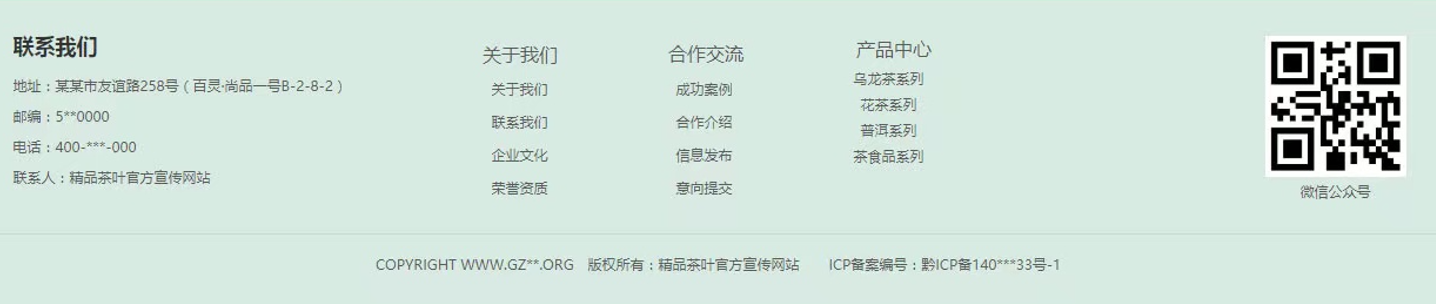 联系我们
地址：某某市友谊路258号（百灵·尚品一号B-2-8-2）
邮编：5**0000
电话：400-***-000
联系人：精品茶叶官方宣传网站
关于我们
关于我们
联系我们
企业文化
荣誉资质
合作交流
成功案例
合作介绍
信息发布
意向提交
产品中心
乌龙茶系列
花茶系列
普洱系列
茶食品系列
微信公众号
COPYRIGHT WWW.GZ**.ORG 版权所有；精品茶叶官方宣传网站 ICP备案编号：黔ICP备140***33号-1